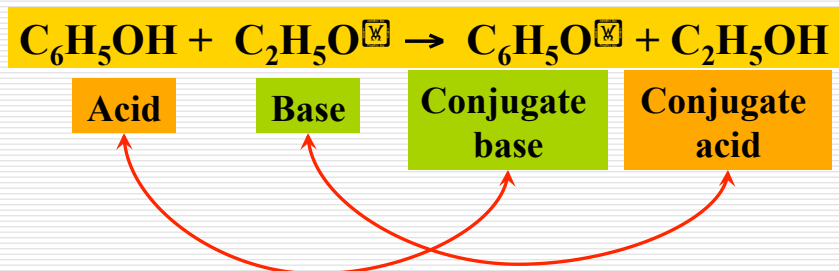 C₆H₅OH + C₂H₅O → C₆H₅O + C₂H₅OH
Acid Base Conjugate base Conjugate acid